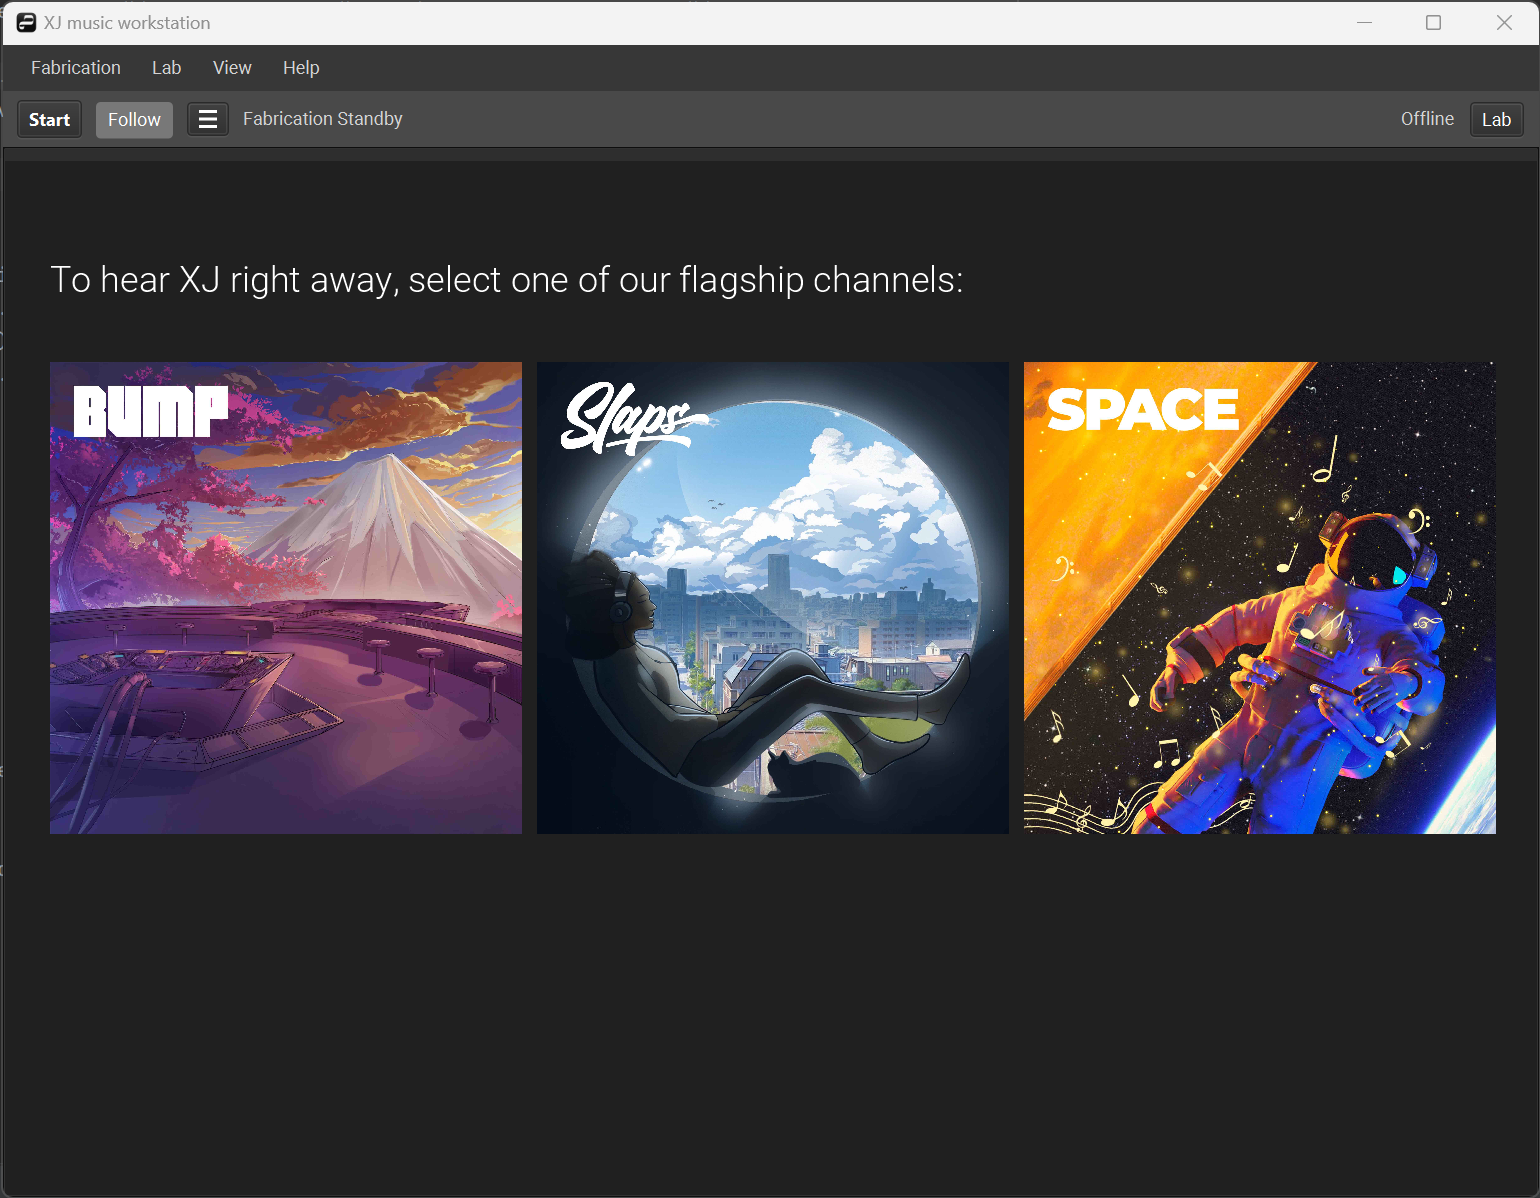 XJ music workstation
Fabrication Lab View Help
Start Follow Fabrication Standby Offline Lab
To hear XJ right away, select one of our flagship channels:
BUMP
Slaps
SPACE